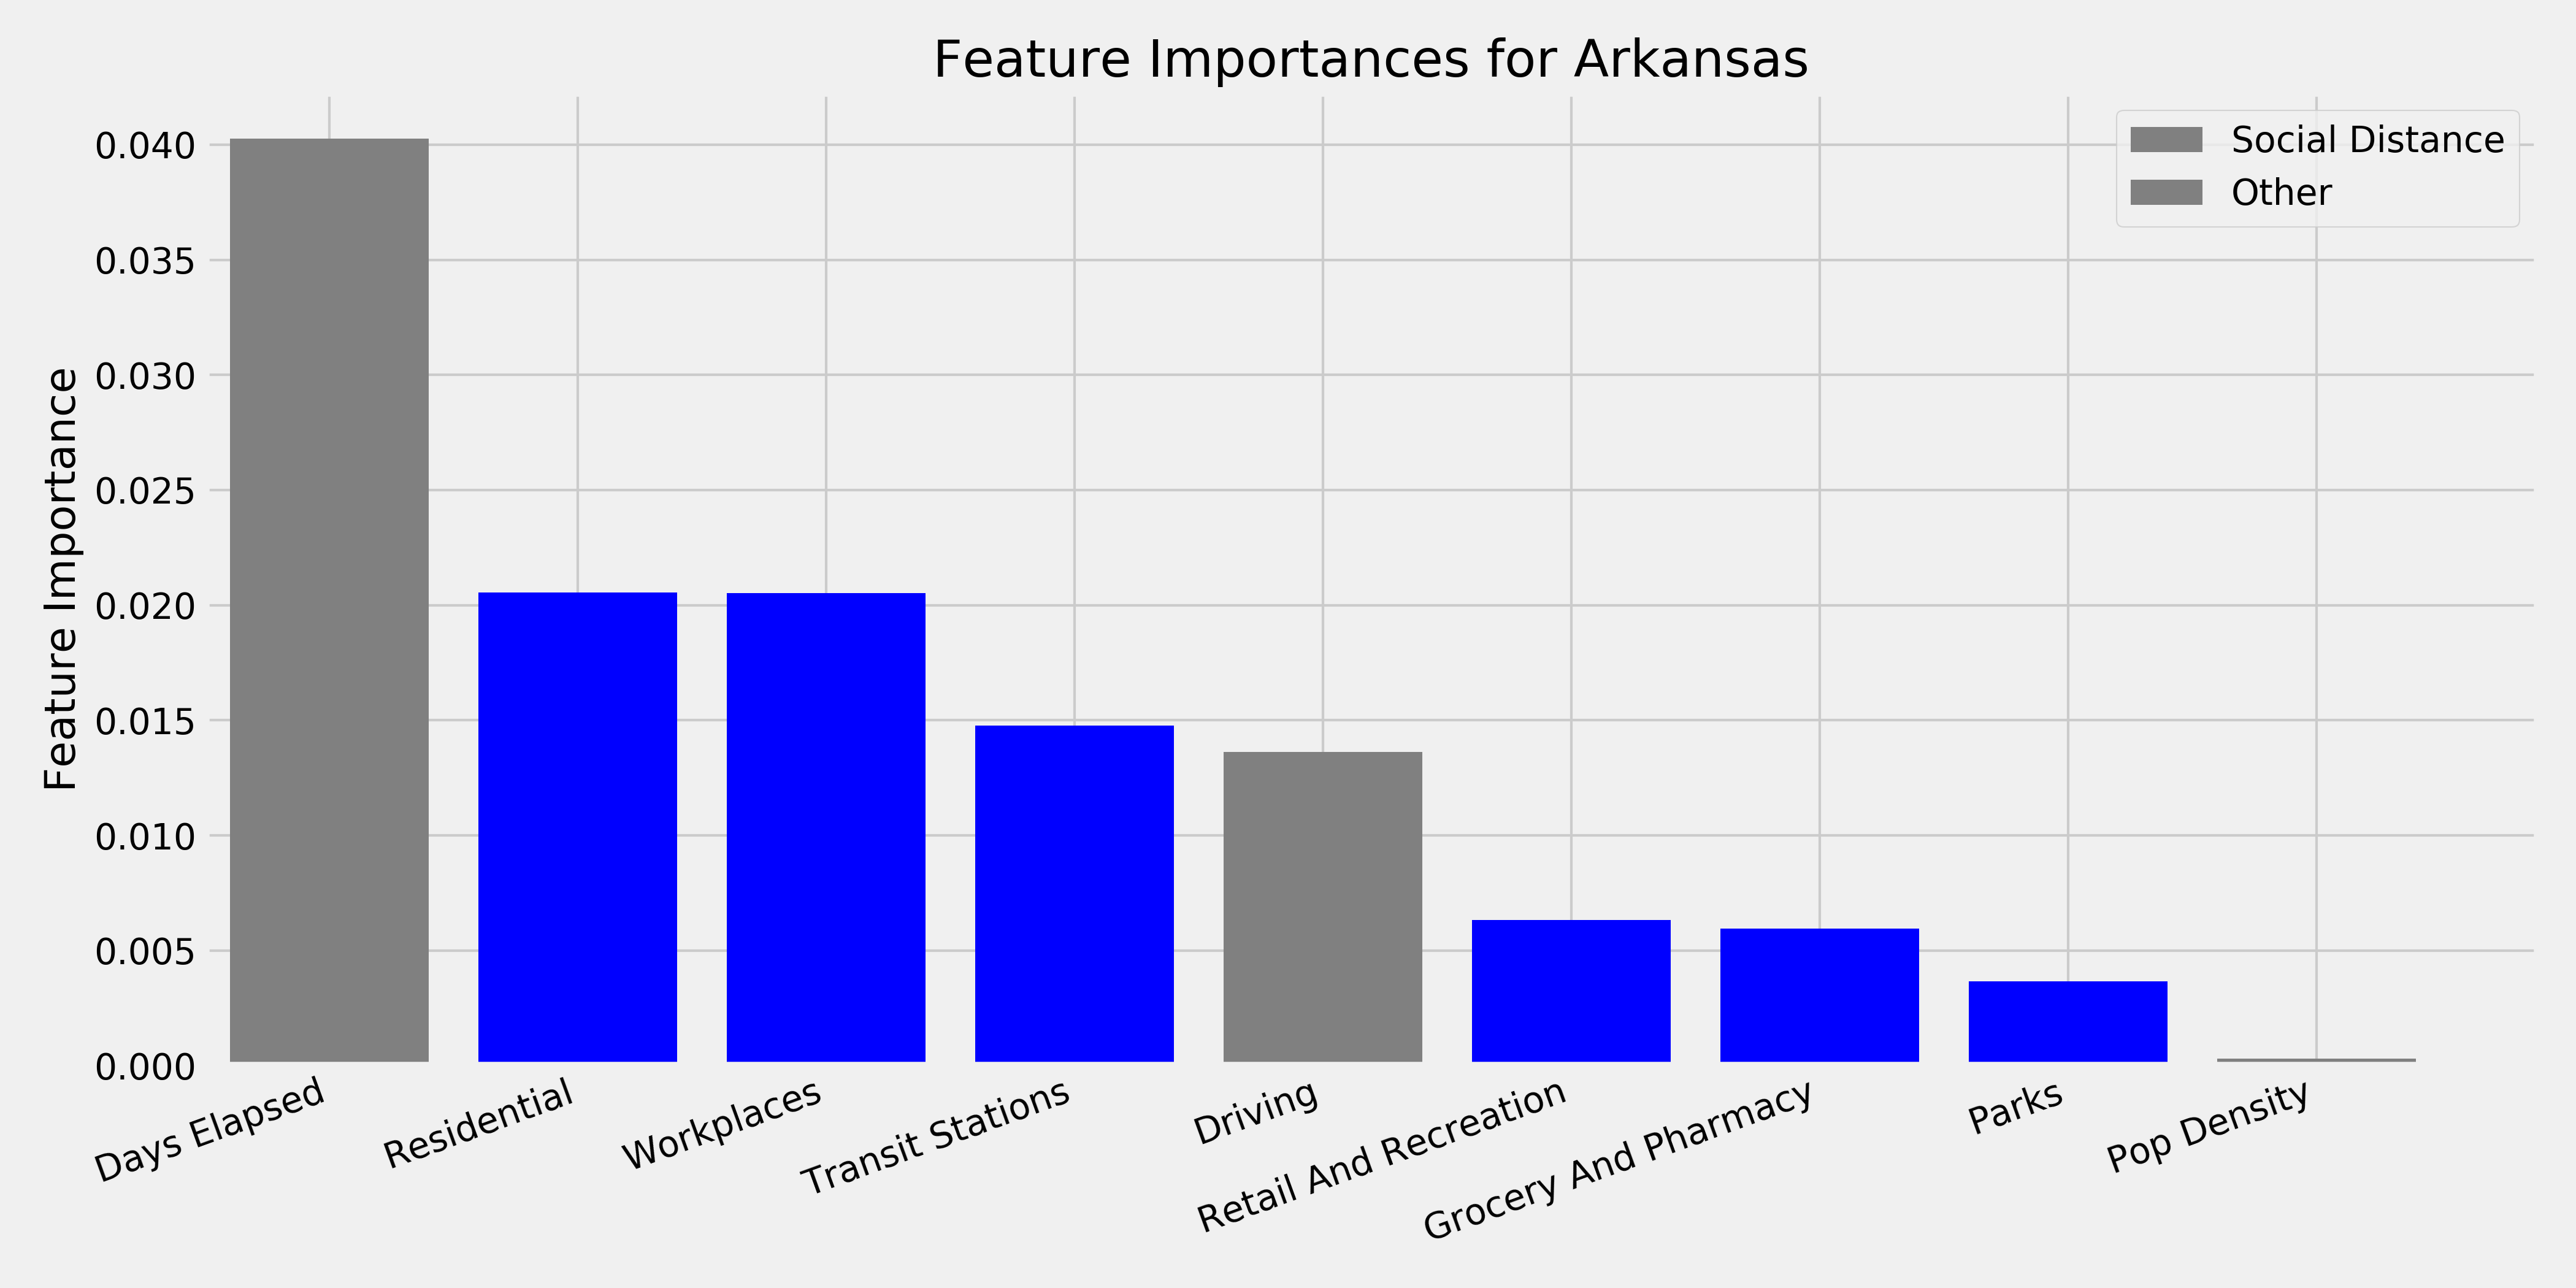 Feature Importances for Arkansas
Social Distance
Other
Feature Importance
0.040
0.035
0.030
0.025
0.020
0.015
0.010
0.005
0.000
Days Elapsed
Residential
Workplaces
Transit Stations
Driving
Retail And Recreation
Grocery And Pharmacy
Parks
Pop Density